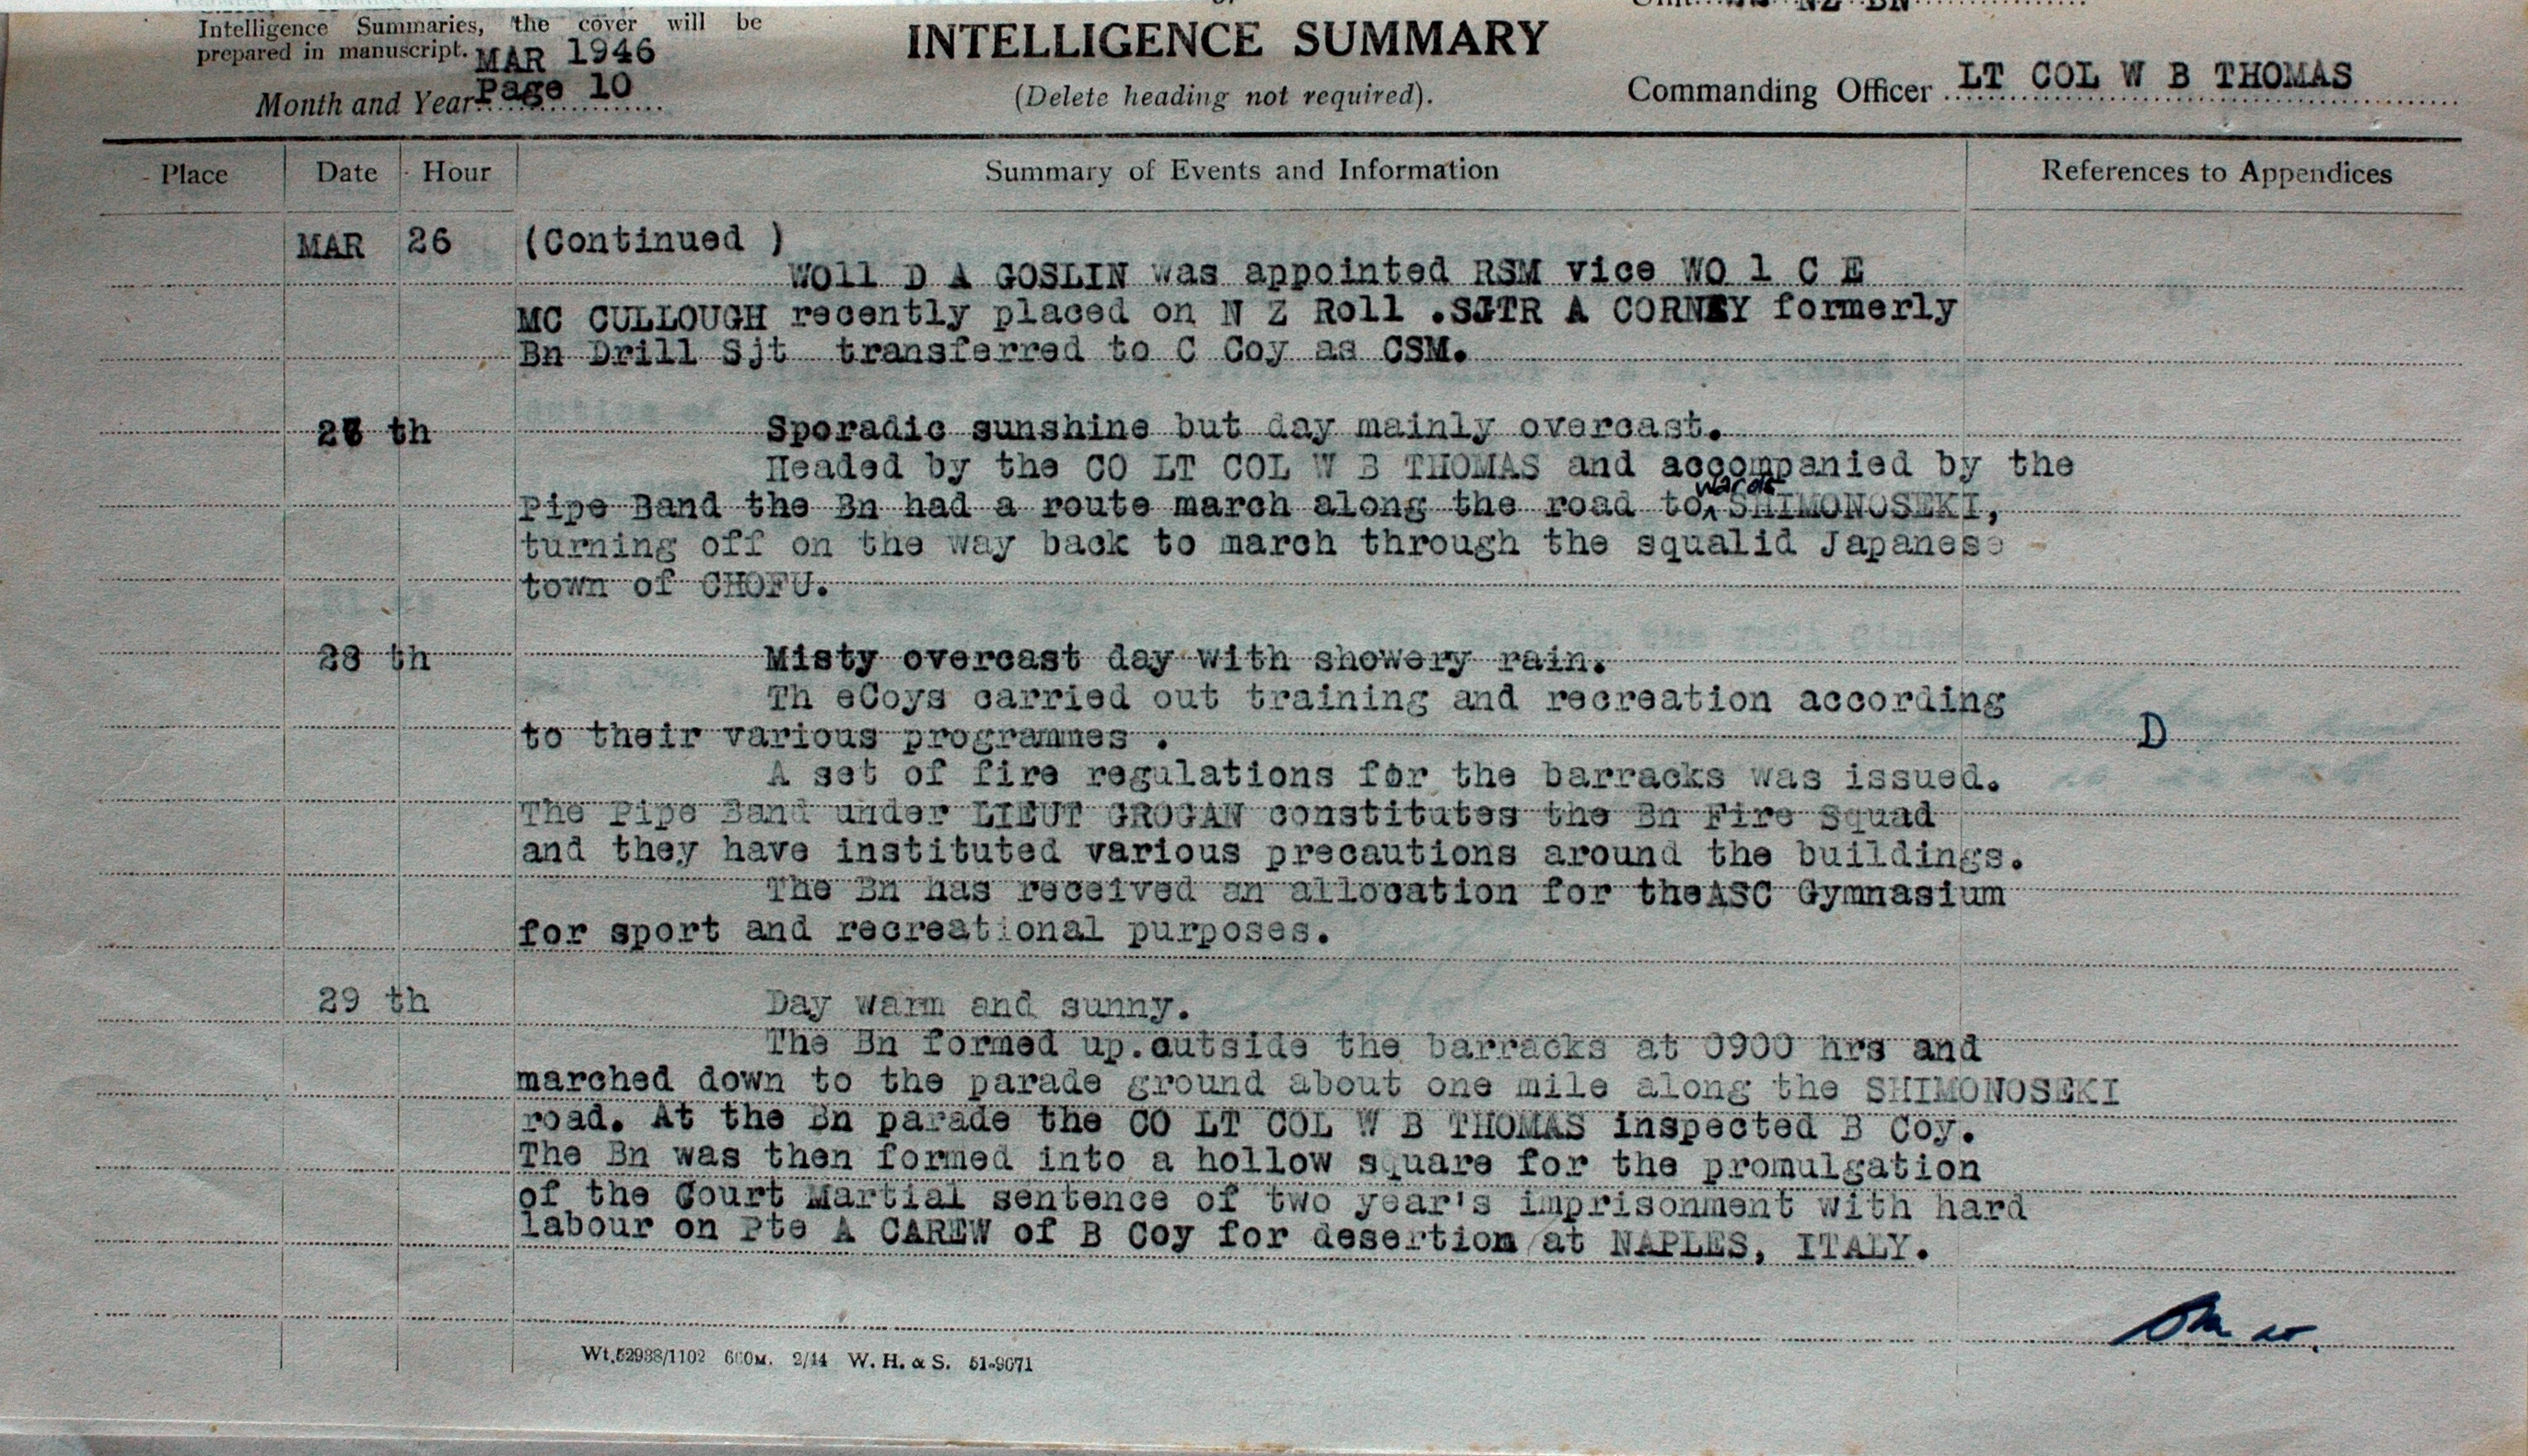 Intelligence Summaries, the cover will be
prepared in manuscript.
MAR 1946
Month and Year Page 10
INTELLIGENCE SUMMARY
(Delete heading not required).
NZ BN
Commanding Officer LT COL W B THOMAS
Place Date Hour Summary of Events and Information References to Appendices
MAR 26 (Continued )
WOll D A GOSLIN was appointed RSM vice WO 1 C E
MC CULLOUGH recently placed on N Z Roll .SJTR A CORNEY formerly
Bn Drill Sjt transferred to C Coy as CSM.
27 th Sporadic sunshine but day mainly overcast.
Headed by the CO LT COL W B THOMAS and accompanied by the
Pipe Band the Bn had a route march along the road towards SHIMONOSEKI,
turning off on the way back to march through the squalid Japanese
town of CHOFU.
28 th Misty overcast day with showery rain.
Th eCoys carried out training and recreation according
to their various programmes . D
A set of fire regulations for the barracks was issued.
The Pipe Band under LIEUT GROGAN constitutes the Bn Fire Squad
and they have instituted various precautions around the buildings.
The Bn has received an allocation for theASC Gymnasium
for sport and recreational purposes.
29 th Day warm and sunny.
The Bn formed up.outside the barracks at 0900 hrs and
marched down to the parade ground about one mile along the SHIMONOSEKI
road. At the Bn parade the CO LT COL W B THOMAS inspected B Coy.
The Bn was then formed into a hollow square for the promulgation
of the Court Martial sentence of two year's imprisonment with hard
labour on Pte A CAREW of B Coy for desertion at NAPLES, ITALY.
Wt.52938/1102 600M. 2/44 W. H. & S. 51-9071